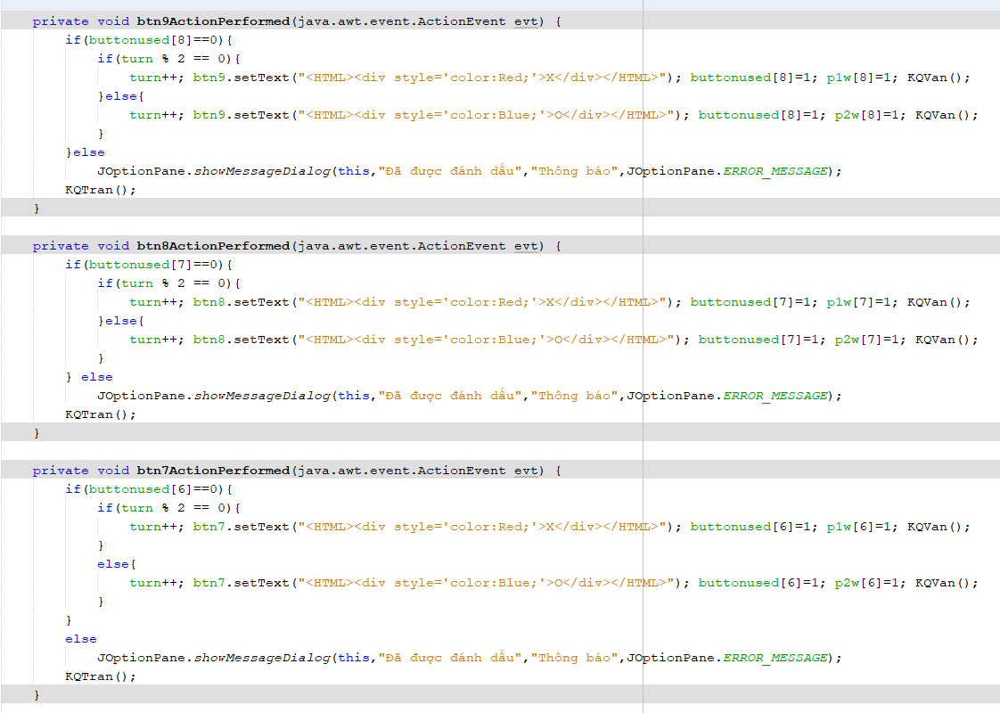 private void btn9ActionPerformed(java.awt.event.ActionEvent evt) {
if(buttonused[8]==0){
if(turn % 2 == 0){
turn++; btn9.setText("<HTML><div style='color:Red;'>X</div></HTML>"); buttonused[8]=1; p1w[8]=1; KQVan();
}else{
turn++; btn9.setText("<HTML><div style='color:Blue;'>O</div></HTML>"); buttonused[8]=1; p2w[8]=1; KQVan();
}
}else
JOptionPane.showMessageDialog(this,"Đã được đánh dấu","Thông báo",JOptionPane.ERROR_MESSAGE);
KQTran();
}
private void btn8ActionPerformed(java.awt.event.ActionEvent evt) {
if(buttonused[7]==0){
if(turn % 2 == 0){
turn++; btn8.setText("<HTML><div style='color:Red;'>X</div></HTML>"); buttonused[7]=1; p1w[7]=1; KQVan();
}else{
turn++; btn8.setText("<HTML><div style='color:Blue;'>O</div></HTML>"); buttonused[7]=1; p2w[7]=1; KQVan();
}
} else
JOptionPane.showMessageDialog(this,"Đã được đánh dấu","Thông báo",JOptionPane.ERROR_MESSAGE);
KQTran();
}
private void btn7ActionPerformed(java.awt.event.ActionEvent evt) {
if(buttonused[6]==0){
if(turn % 2 == 0){
turn++; btn7.setText("<HTML><div style='color:Red;'>X</div></HTML>"); buttonused[6]=1; p1w[6]=1; KQVan();
}
else{
turn++; btn7.setText("<HTML><div style='color:Blue;'>O</div></HTML>"); buttonused[6]=1; p2w[6]=1; KQVan();
}
}
else
JOptionPane.showMessageDialog(this,"Đã được đánh dấu","Thông báo",JOptionPane.ERROR_MESSAGE);
KQTran();
}